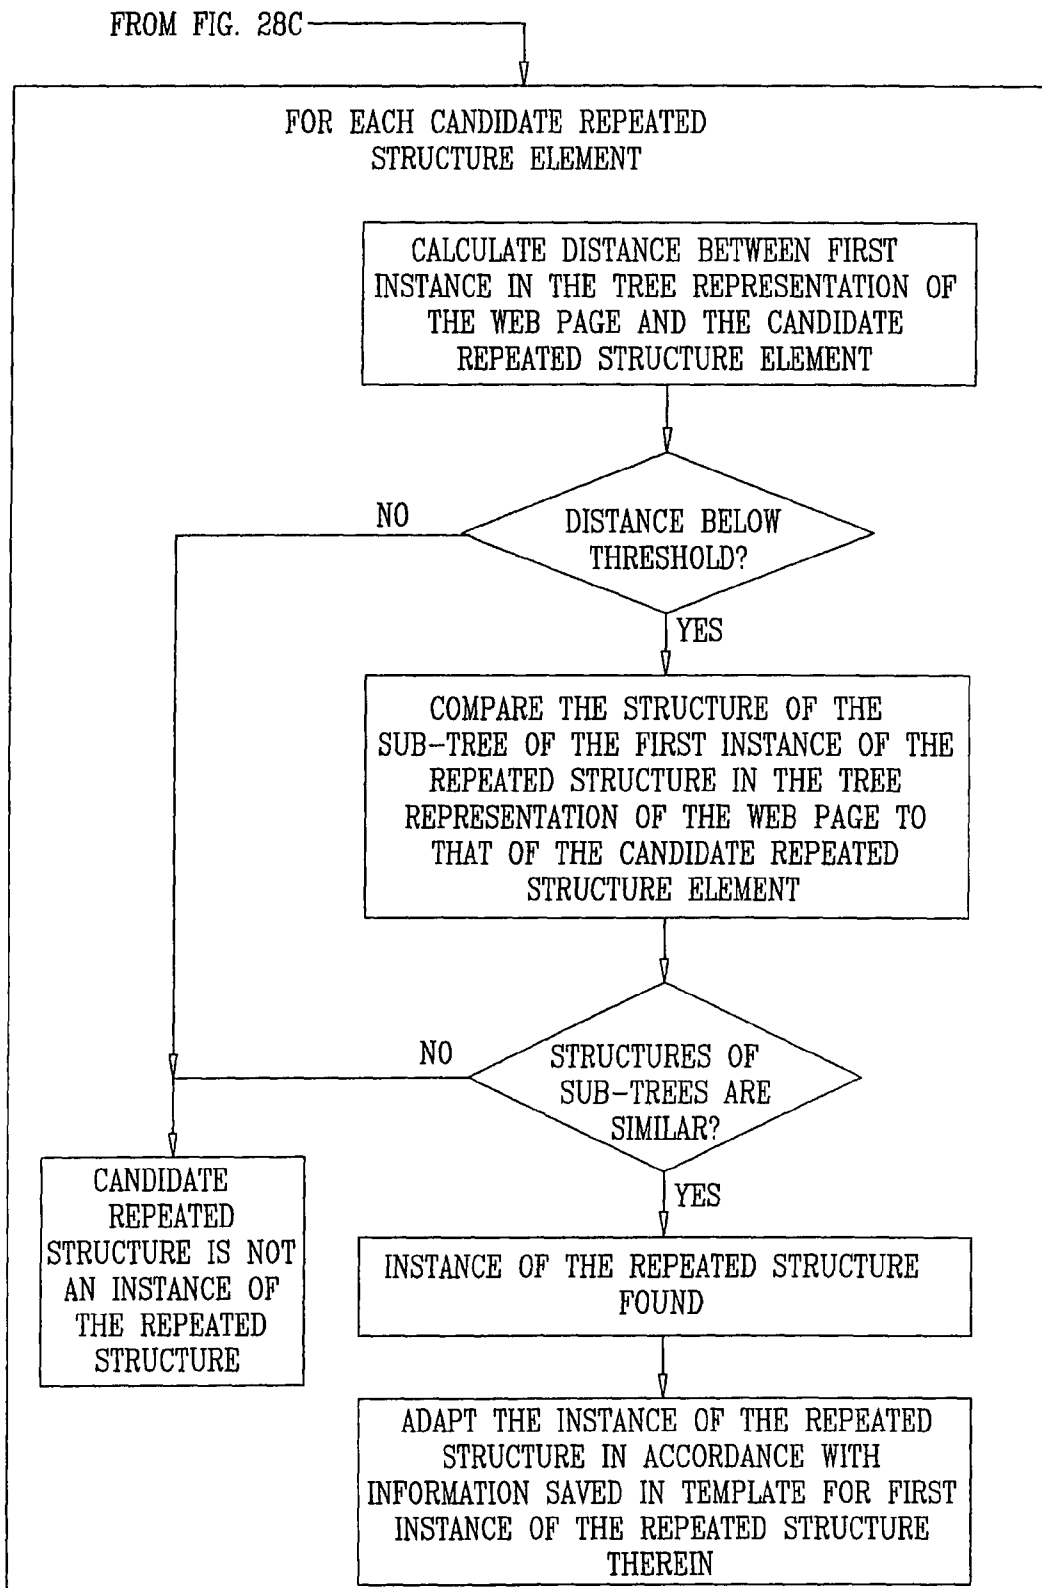 FROM FIG. 28C
FOR EACH CANDIDATE REPEATED
STRUCTURE ELEMENT
CALCULATE DISTANCE BETWEEN FIRST
INSTANCE IN THE TREE REPRESENTATION OF
THE WEB PAGE AND THE CANDIDATE
REPEATED STRUCTURE ELEMENT
NO
DISTANCE BELOW
THRESHOLD?
YES
COMPARE THE STRUCTURE OF THE
SUB-TREE OF THE FIRST INSTANCE OF THE
REPEATED STRUCTURE IN THE TREE
REPRESENTATION OF THE WEB PAGE TO
THAT OF THE CANDIDATE REPEATED
STRUCTURE ELEMENT
NO
STRUCTURES OF
SUB-TREES ARE
SIMILAR?
YES
CANDIDATE
REPEATED
STRUCTURE IS NOT
AN INSTANCE OF
THE REPEATED
STRUCTURE
INSTANCE OF THE REPEATED STRUCTURE
FOUND
ADAPT THE INSTANCE OF THE REPEATED
STRUCTURE IN ACCORDANCE WITH
INFORMATION SAVED IN TEMPLATE FOR FIRST
INSTANCE OF THE REPEATED STRUCTURE
THEREIN